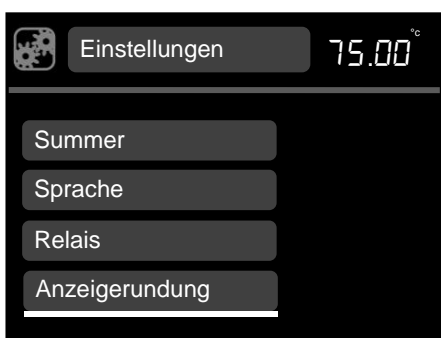 Einstellungen 75.00 °c
Summer
Sprache
Relais
Anzeigerundung